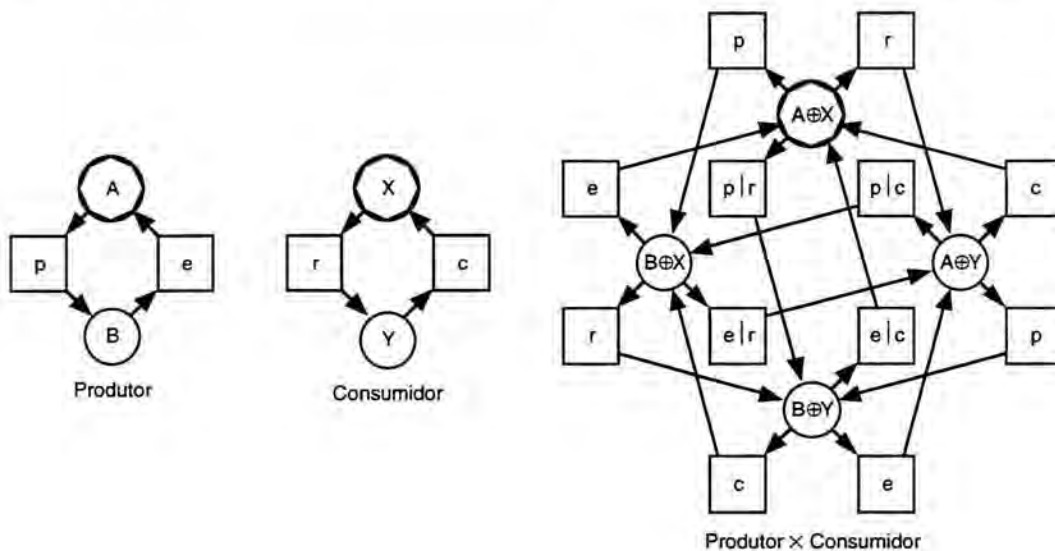 p r
A⊕X
A X
e p|r p|c c
p e r c
B⊕X A⊕Y
B Y
r e|r e|c p
Produtor Consumidor
B⊕Y
c e
Produtor × Consumidor